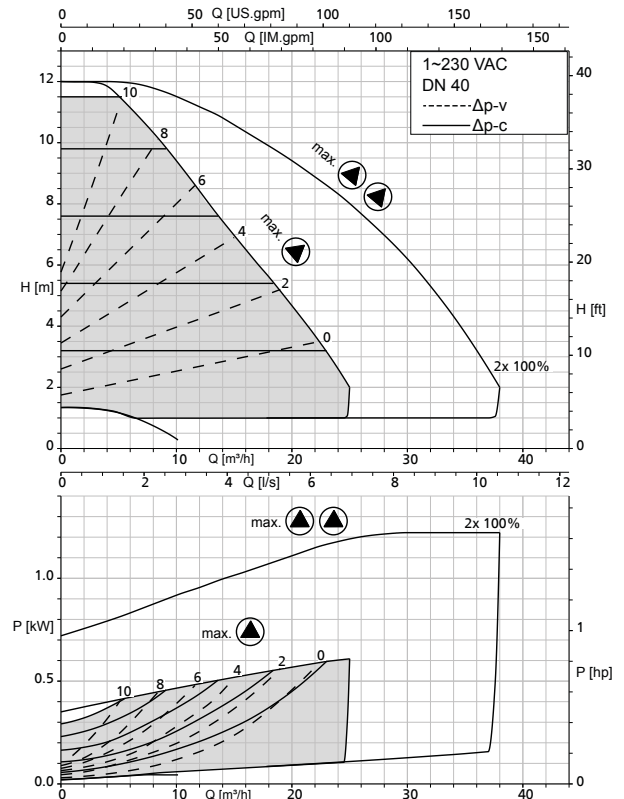 0 50 Q [US.gpm] 100 150
0 50 Q [IM.gpm] 100 150
1~230 VAC
DN 40
Δp-v
Δp-c
12
10
8
6
H [m]
4
2
0
40
30
20
H [ft]
10
0
10
8
6
4
2
0
max.
max.
2x 100%
0 10 Q [m³/h] 20 30 40
0 2 4 Q [l/s] 6 8 10 12
max.
2x 100%
1.0
P [kW]
0.5
0.0
1
P [hp]
0
max.
10 8 6 4 2 0
0 Q [m³/h] 10 20 30 40